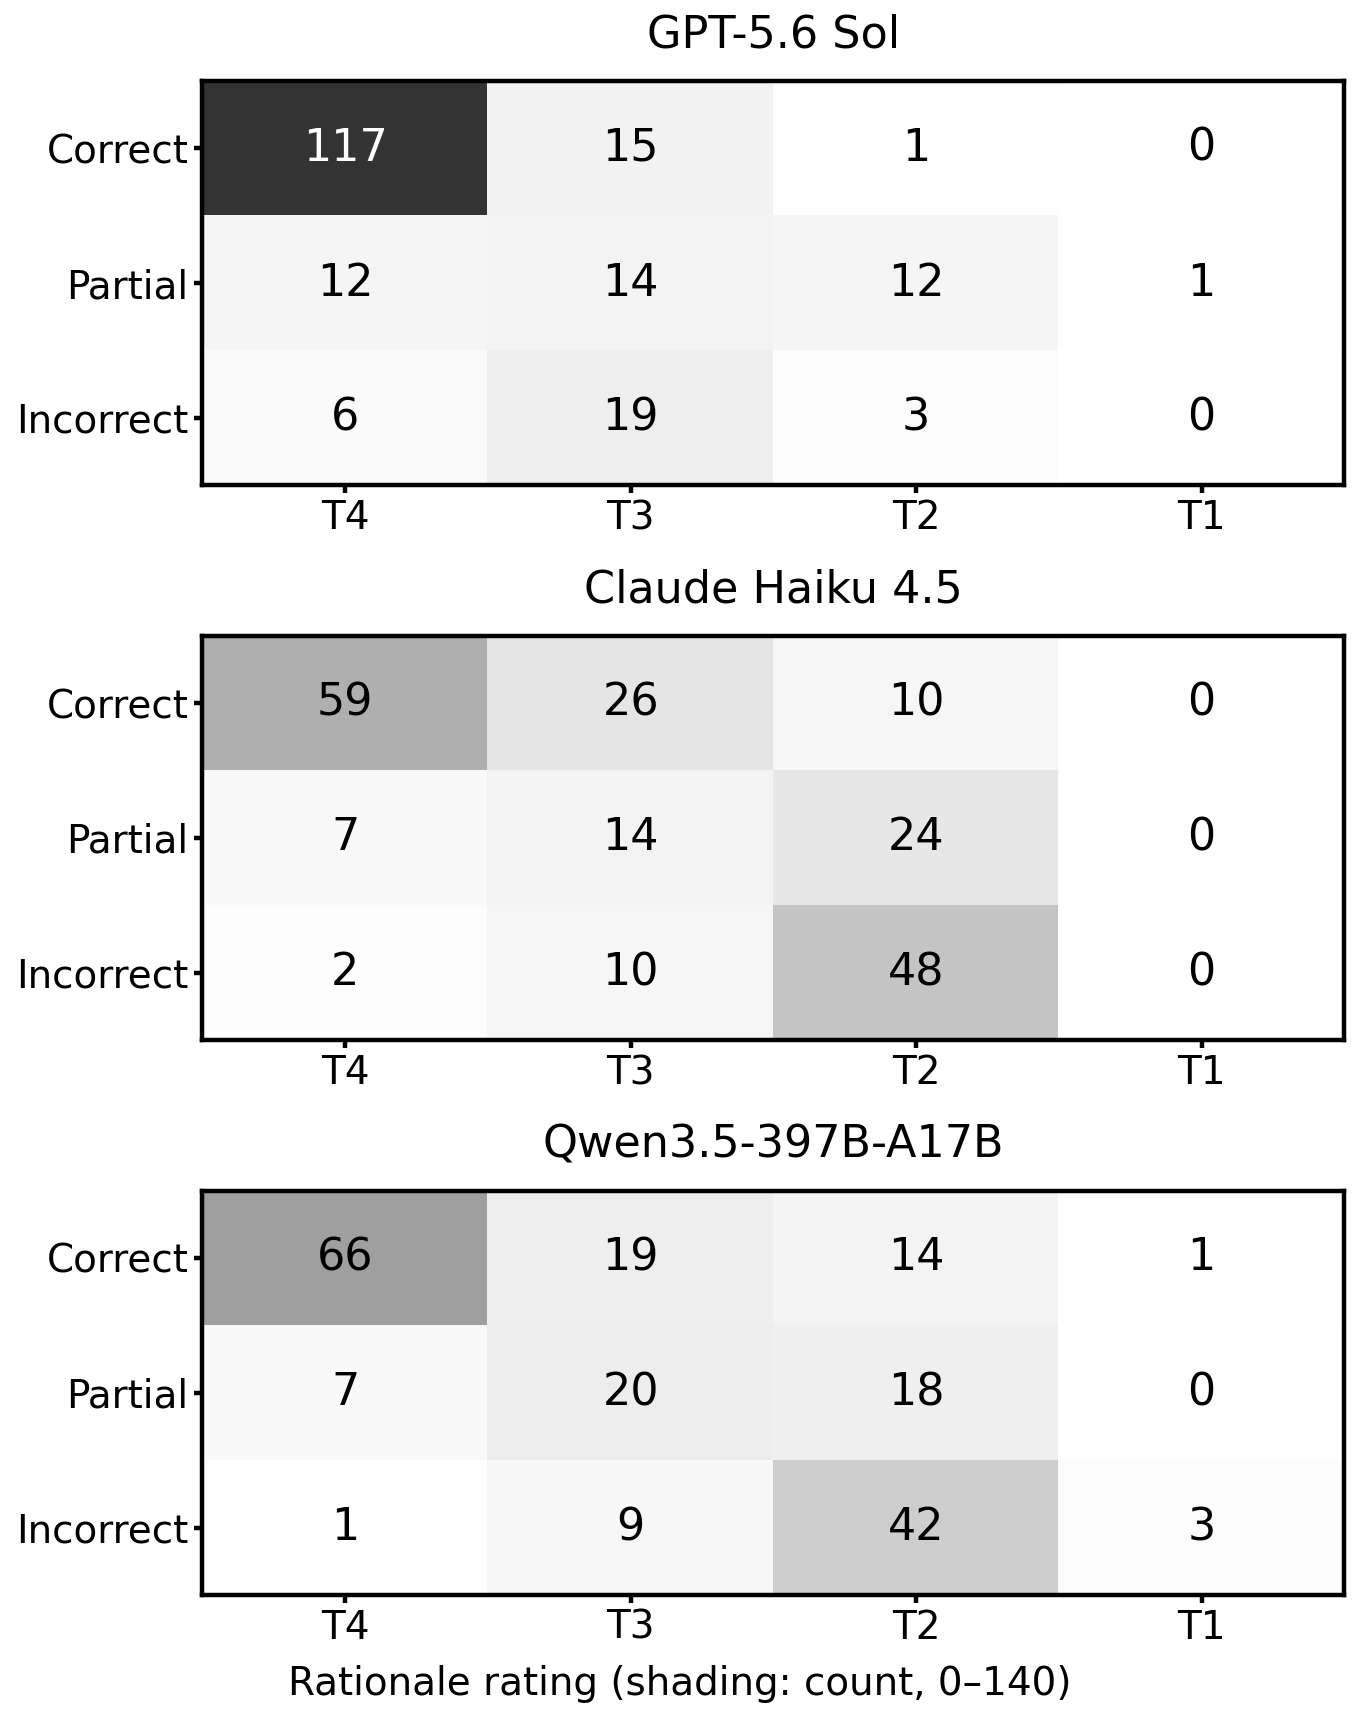 GPT-5.6 Sol
Correct 117 15 1 0
Partial 12 14 12 1
Incorrect 6 19 3 0
T4 T3 T2 T1
Claude Haiku 4.5
Correct 59 26 10 0
Partial 7 14 24 0
Incorrect 2 10 48 0
T4 T3 T2 T1
Qwen3.5-397B-A17B
Correct 66 19 14 1
Partial 7 20 18 0
Incorrect 1 9 42 3
T4 T3 T2 T1
Rationale rating (shading: count, 0–140)